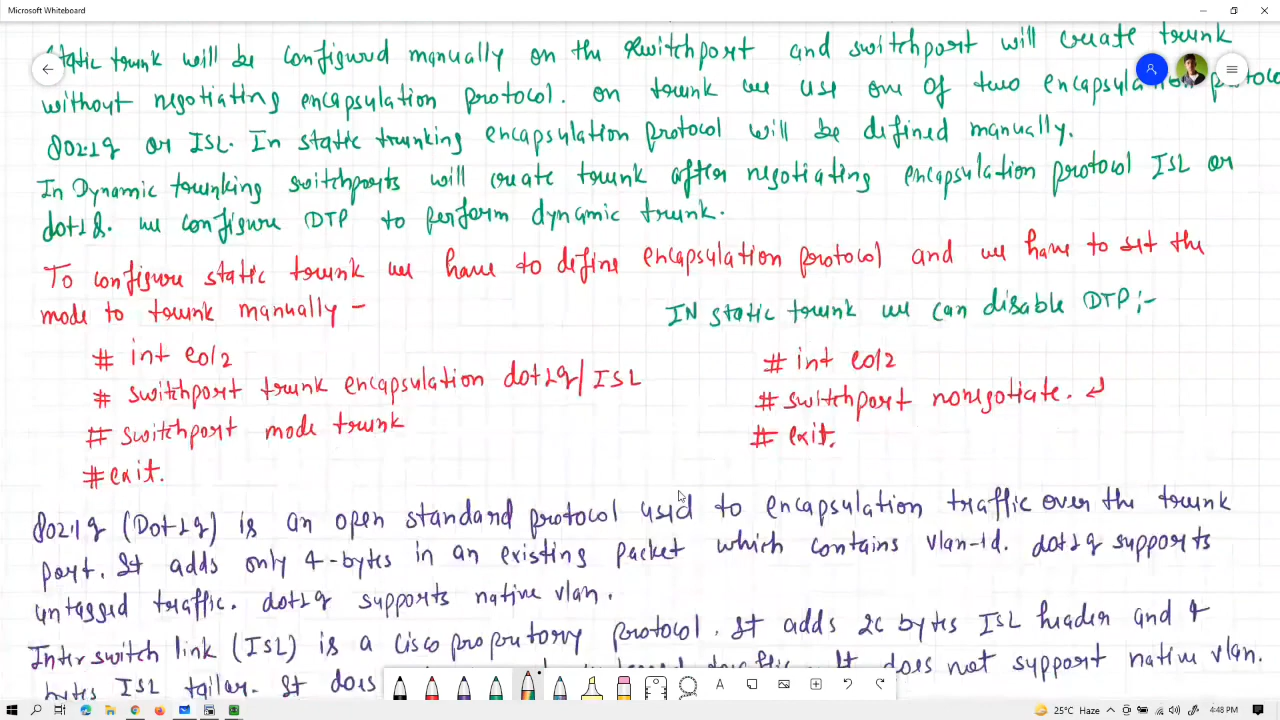 Microsoft Whiteboard
Static trunk will be configured manually on the switchport and switchport will create trunk
without negotiating encapsulation protocol. on trunk we use one of two encapsulation protoco
802.1q or ISL. In static trunking encapsulation protocol will be defined manually.
In Dynamic trunking switchports will create trunk after negotiating encapsulation protocol ISL or
dot1q. we configure DTP to perform dynamic trunk.
To configure static trunk we have to define encapsulation protocol and we have to set the
mode to trunk manually -
# int e0/2
# switchport trunk encapsulation dot1q/ISL
# switchport mode trunk
#exit.
IN static trunk we can disable DTP:-
# int e0/2
# switchport nonegotiate.
# exit.
802.1q (Dot1q) is an open standard protocol used to encapsulation traffic over the trunk
port. It adds only 4-bytes in an existing packet which contains vlan-id. dot1q supports
untagged traffic. dot1q supports native vlan.
Inter switch link (ISL) is a Cisco propriutory protocol. It adds 26 bytes ISL header and 4
bytes ISL tailer. It does traffic. It does not support native vlan.
A
25°C Haze
4:48 PM